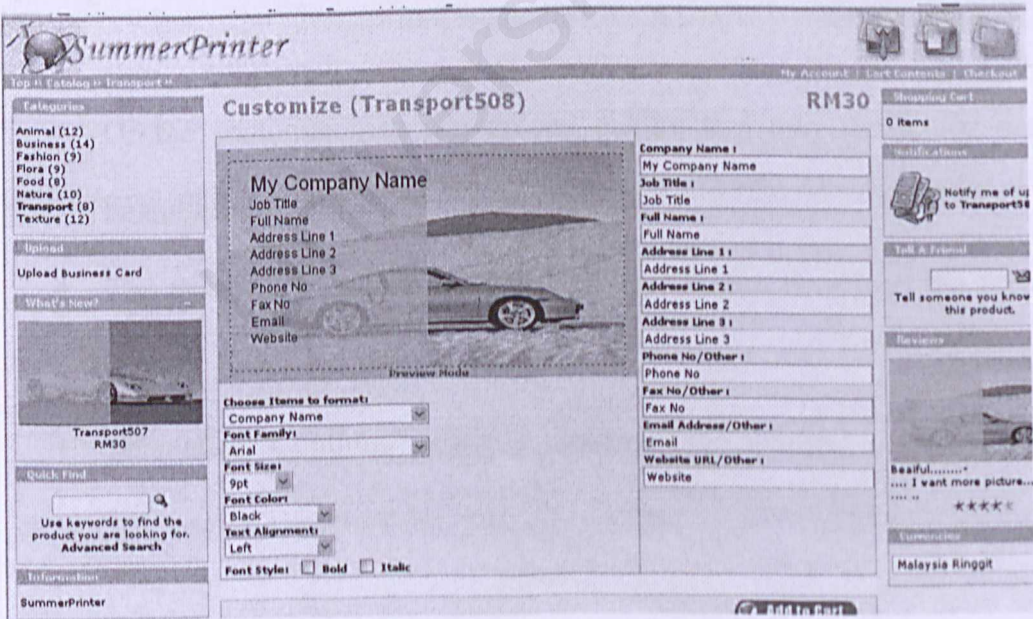 SummerPrinter
Top » Catalog » Transport »
My Account | Cart Contents | Checkout
Categories
Animal (12)
Business (14)
Fashion (9)
Flora (9)
Food (8)
Nature (10)
Transport (8)
Texture (12)
Upload
Upload Business Card
What's New?
Transport507
RM30
Quick Find
Use keywords to find the
product you are looking for.
Advanced Search
Information
SummerPrinter
Customize (Transport508)
RM30
My Company Name
Job Title
Full Name
Address Line 1
Address Line 2
Address Line 3
Phone No
Fax No
Email
Website
Preview Mode
Choose Items to format:
Company Name
Font Family:
Arial
Font Size:
9pt
Font Color:
Black
Text Alignment:
Left
Font Style: Bold Italic
Company Name :
My Company Name
Job Title :
Job Title
Full Name :
Full Name
Address Line 1 :
Address Line 1
Address Line 2 :
Address Line 2
Address Line 3 :
Address Line 3
Phone No/Other :
Phone No
Fax No/Other :
Fax No
Email Address/Other :
Email
Website URL/Other :
Website
Add to Cart
Shopping Cart
0 items
Notifications
Notify me of up
to Transport58
Tell A Friend
Tell someone you know
this product.
Reviews
Beaiful........*
.... I want more picture...
.... ..
Currencies
Malaysia Ringgit